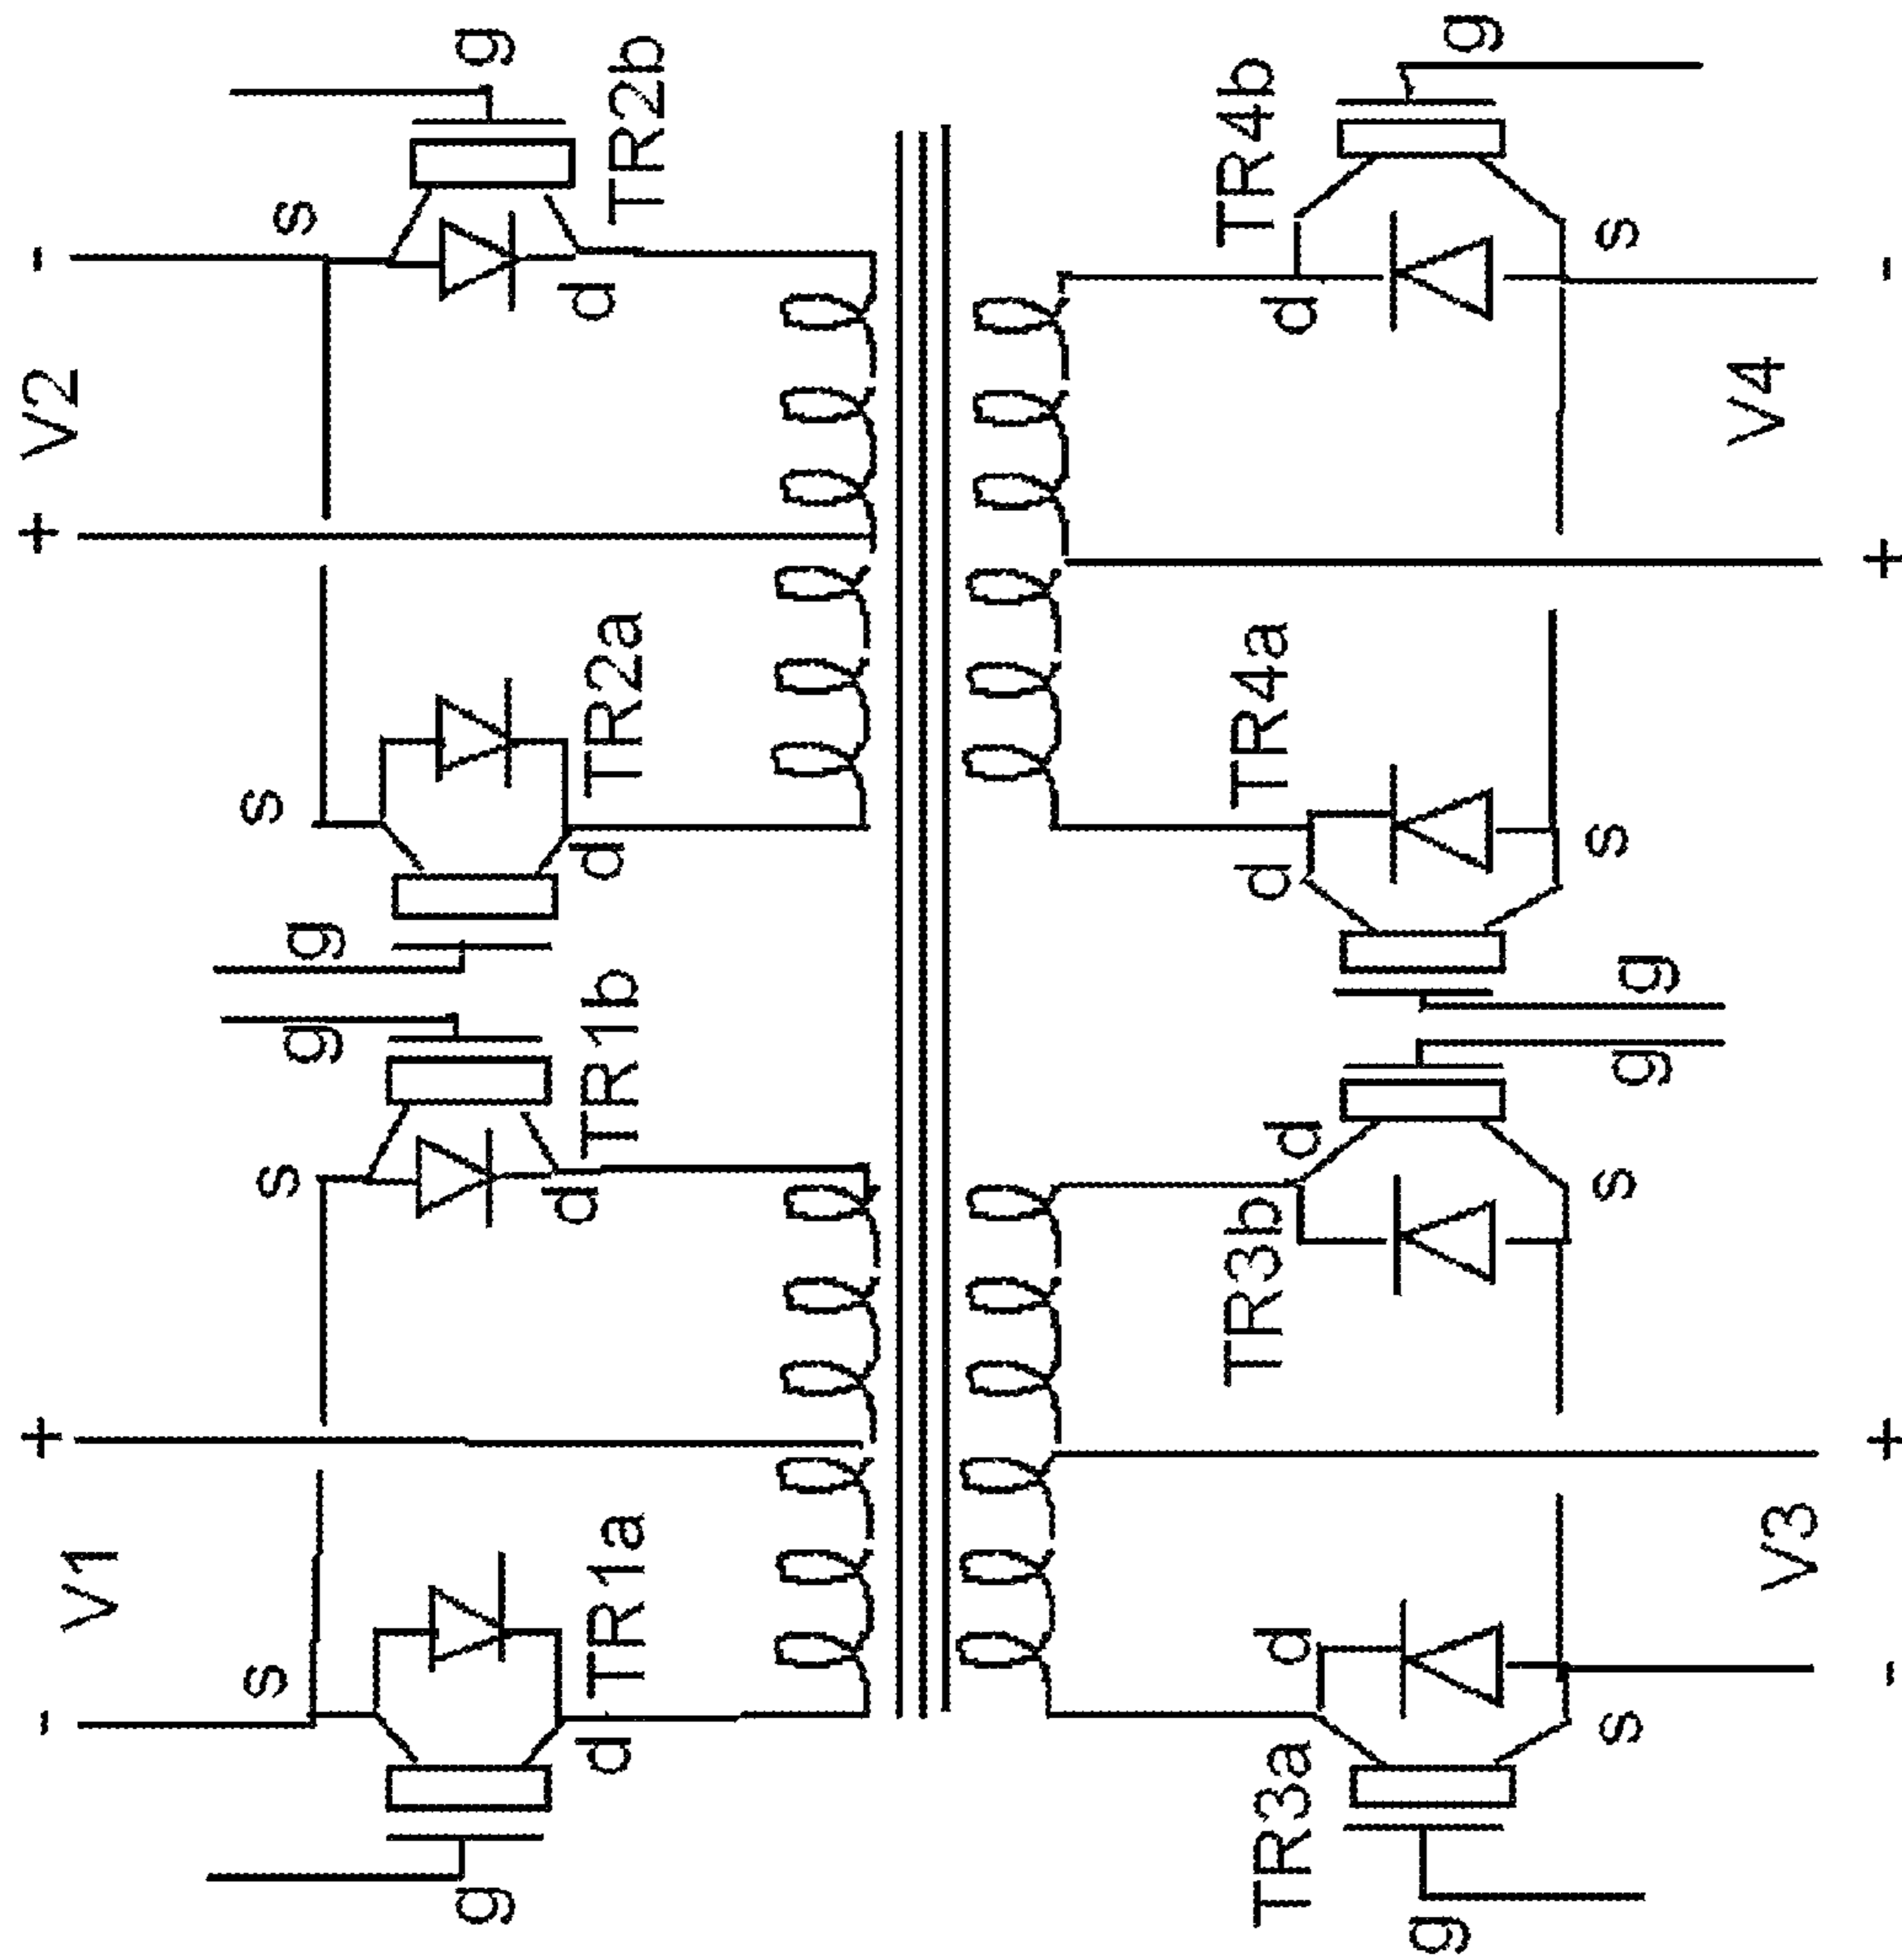 - V1 + + V2 -
s g s g g s s g
g d TR1a d TR1b d TR2a d TR2b
TR3a d TR3b d d TR4a d TR4b
g s s g g s s g
V3 V4
- + + -